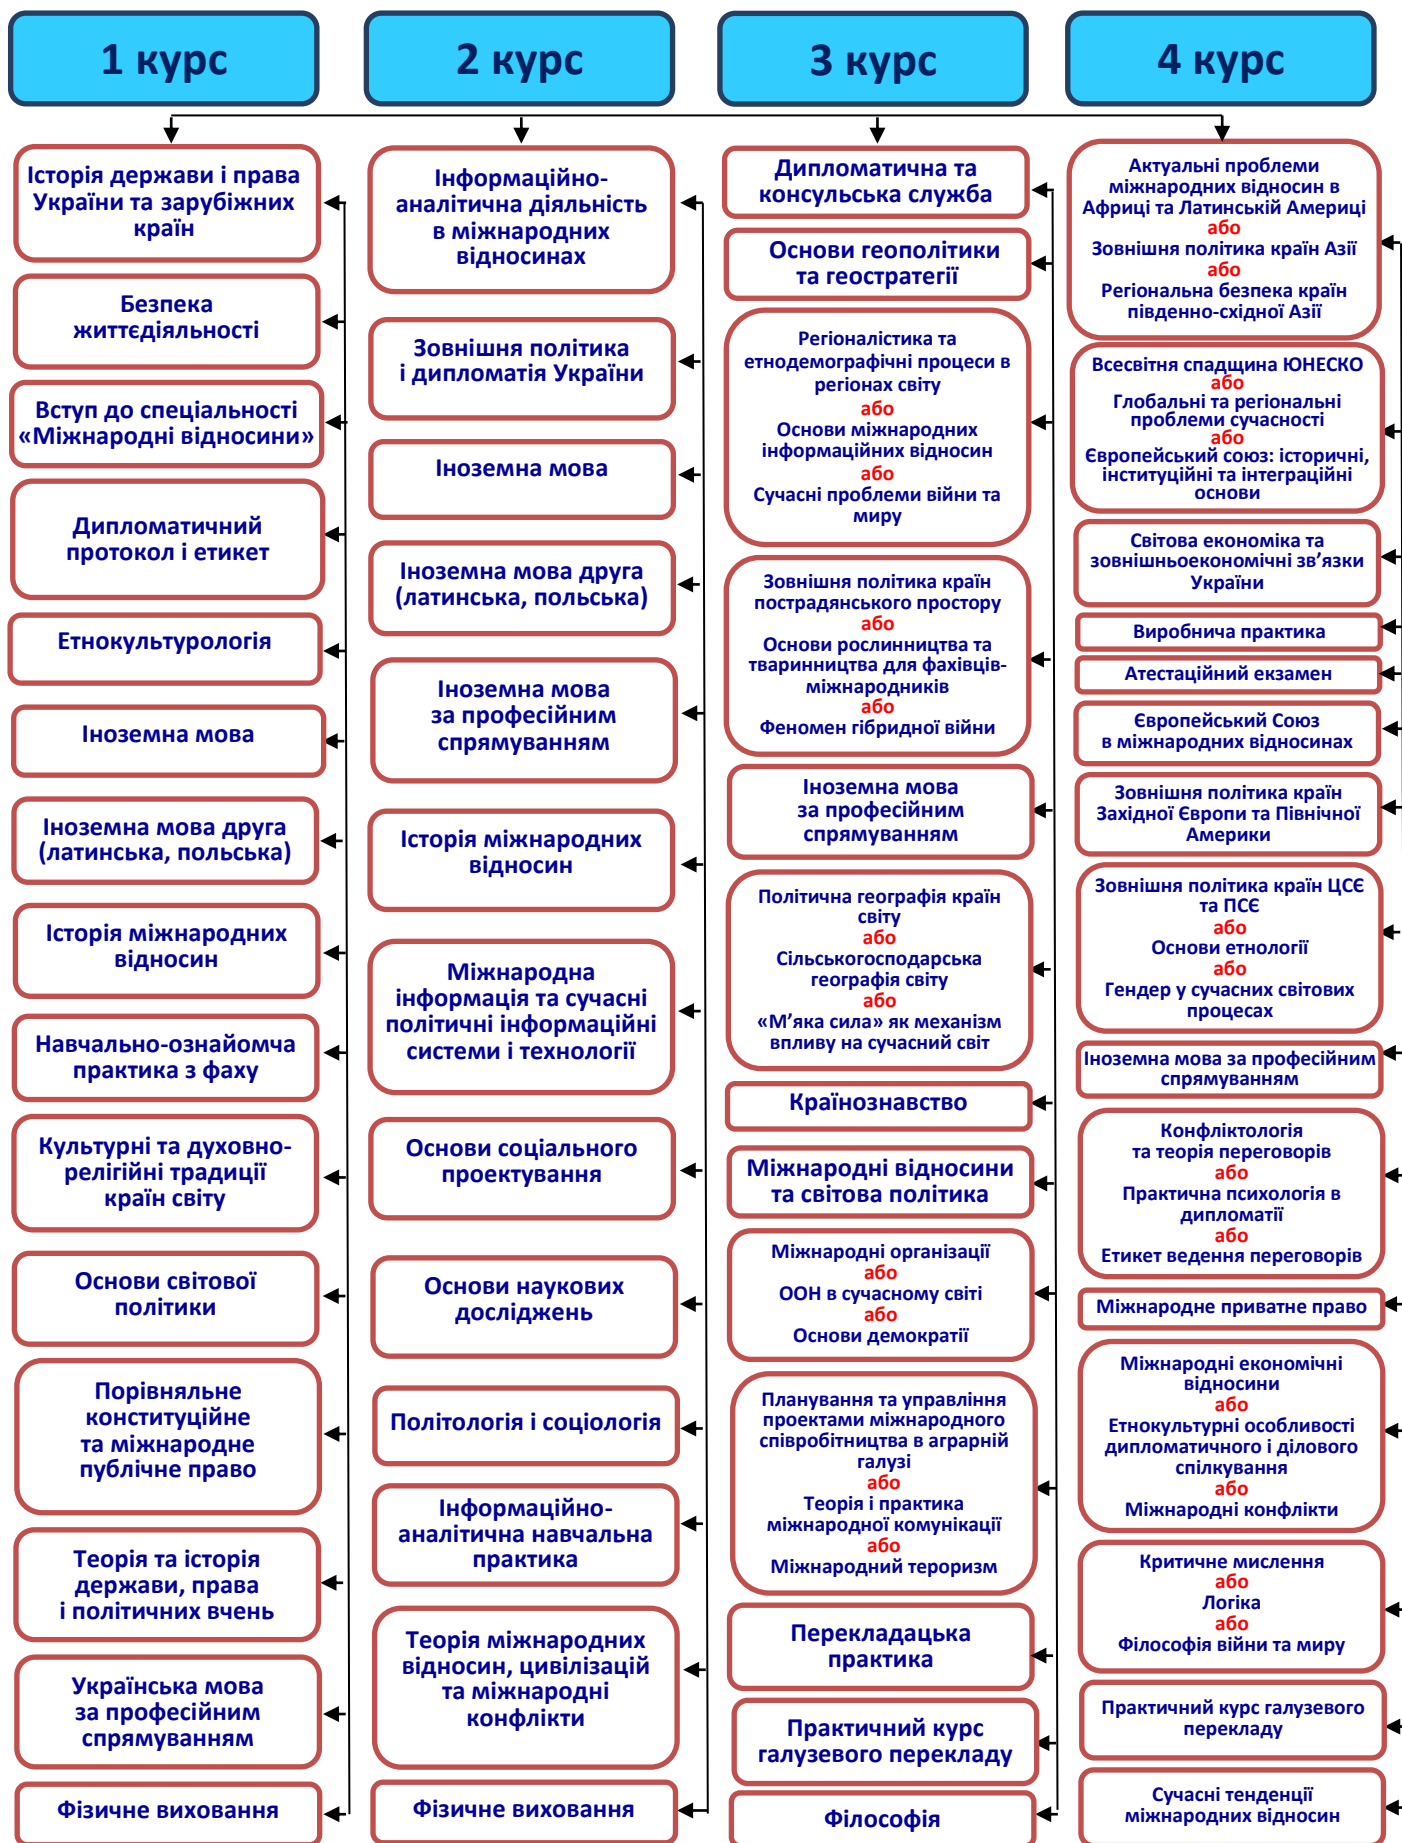 1 курс
2 курс
3 курс
4 курс
Історія держави і права
України та зарубіжних
країн
Безпека
життєдіяльності
Вступ до спеціальності
«Міжнародні відносини»
Дипломатичний
протокол і етикет
Етнокультурологія
Іноземна мова
Іноземна мова друга
(латинська, польська)
Історія міжнародних
відносин
Навчально-ознайомча
практика з фаху
Культурні та духовно-
релігійні традиції
країн світу
Основи світової
політики
Порівняльне
конституційне
та міжнародне
публічне право
Теорія та історія
держави, права
і політичних вчень
Українська мова
за професійним
спрямуванням
Фізичне виховання
Інформаційно-
аналітична діяльність
в міжнародних
відносинах
Зовнішня політика
і дипломатія України
Іноземна мова
Іноземна мова друга
(латинська, польська)
Іноземна мова
за професійним
спрямуванням
Історія міжнародних
відносин
Міжнародна
інформація та сучасні
політичні інформаційні
системи і технології
Основи соціального
проектування
Основи наукових
досліджень
Політологія і соціологія
Інформаційно-
аналітична навчальна
практика
Теорія міжнародних
відносин, цивілізацій
та міжнародні
конфлікти
Фізичне виховання
Дипломатична та
консульська служба
Основи геополітики
та геостратегії
Регіоналістика та
етнодемографічні процеси в
регіонах світу
або
Основи міжнародних
інформаційних відносин
або
Сучасні проблеми війни та
миру
Зовнішня політика країн
пострадянського простору
або
Основи рослинництва та
тваринництва для фахівців-
міжнародників
або
Феномен гібридної війни
Іноземна мова
за професійним
спрямуванням
Політична географія країн
світу
або
Сільськогосподарська
географія світу
або
«М’яка сила» як механізм
впливу на сучасний світ
Країнознавство
Міжнародні відносини
та світова політика
Міжнародні організації
або
ООН в сучасному світі
або
Основи демократії
Планування та управління
проектами міжнародного
співробітництва в аграрній
галузі
або
Теорія і практика
міжнародної комунікації
або
Міжнародний тероризм
Перекладацька
практика
Практичний курс
галузевого перекладу
Філософія
Актуальні проблеми
міжнародних відносин в
Африці та Латинській Америці
або
Зовнішня політика країн Азії
або
Регіональна безпека країн
південно-східної Азії
Всесвітня спадщина ЮНЕСКО
або
Глобальні та регіональні
проблеми сучасності
або
Європейський союз: історичні,
інституційні та інтеграційні
основи
Світова економіка та
зовнішньоекономічні зв’язки
України
Виробнича практика
Атестаційний екзамен
Європейський Союз
в міжнародних відносинах
Зовнішня політика країн
Західної Європи та Північної
Америки
Зовнішня політика країн ЦСЄ
та ПСЄ
або
Основи етнології
або
Гендер у сучасних світових
процесах
Іноземна мова за професійним
спрямуванням
Конфліктологія
та теорія переговорів
або
Практична психологія в
дипломатії
або
Етикет ведення переговорів
Міжнародне приватне право
Міжнародні економічні
відносини
або
Етнокультурні особливості
дипломатичного і ділового
спілкування
або
Міжнародні конфлікти
Критичне мислення
або
Логіка
або
Філософія війни та миру
Практичний курс галузевого
перекладу
Сучасні тенденції
міжнародних відносин